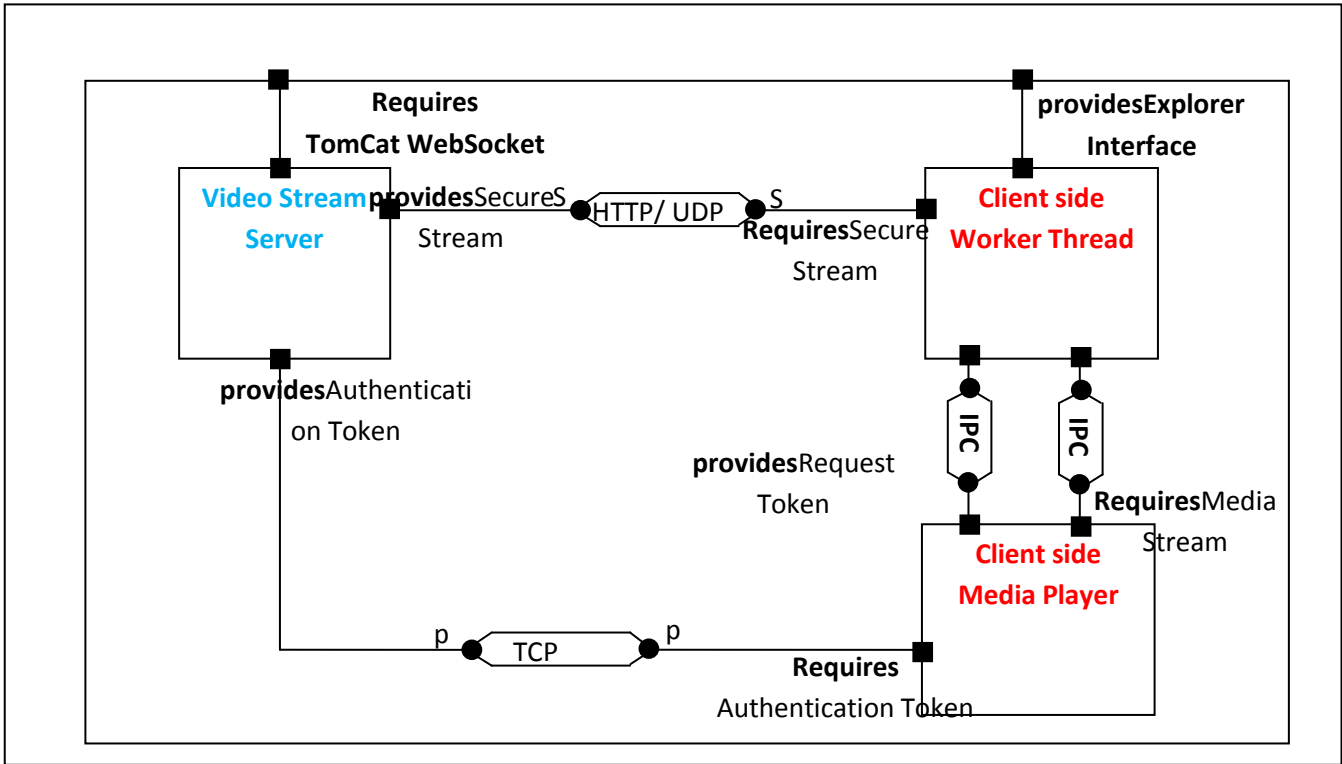 Requires
TomCat WebSocket
providesExplorer
Interface
Video Stream
Server
providesSecure
Stream
S
HTTP/ UDP
S
RequiresSecure
Stream
Client side
Worker Thread
providesAuthenticati
on Token
IPC
IPC
providesRequest
Token
RequiresMedia
Stream
Client side
Media Player
p
TCP
p
Requires
Authentication Token